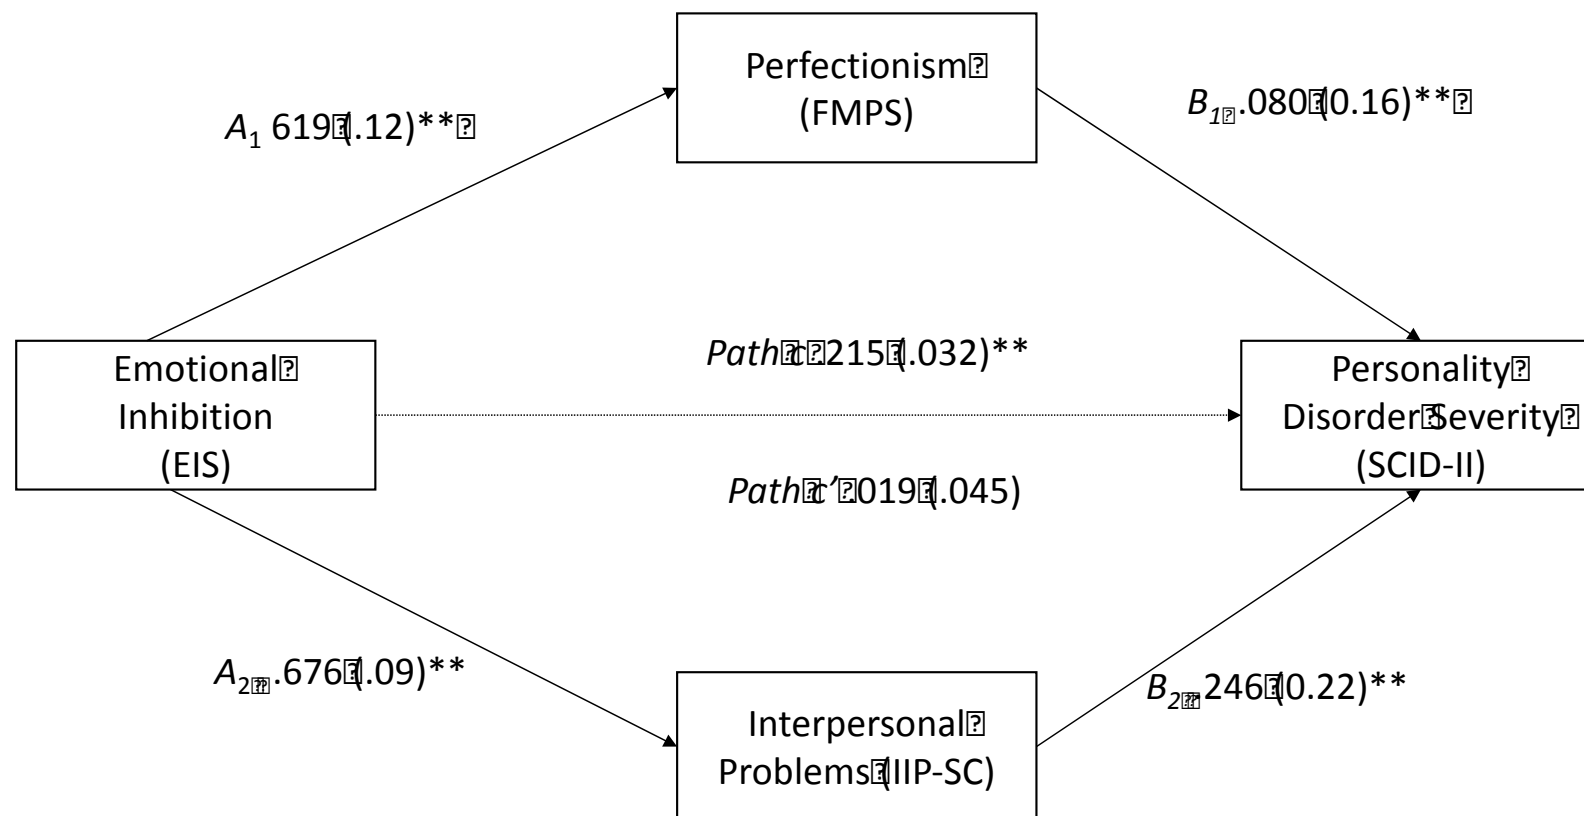 Perfectionism
(FMPS)
A1 619 (.12)**
B1 .080 (0.16)**
Emotional
Inhibition
(EIS)
Path c .215 (.032)**
Path c’ .019 (.045)
Personality
Disorder Severity
(SCID-II)
A2 .676 (.09)**
B2 .246 (0.22)**
Interpersonal
Problems (IIP-SC)